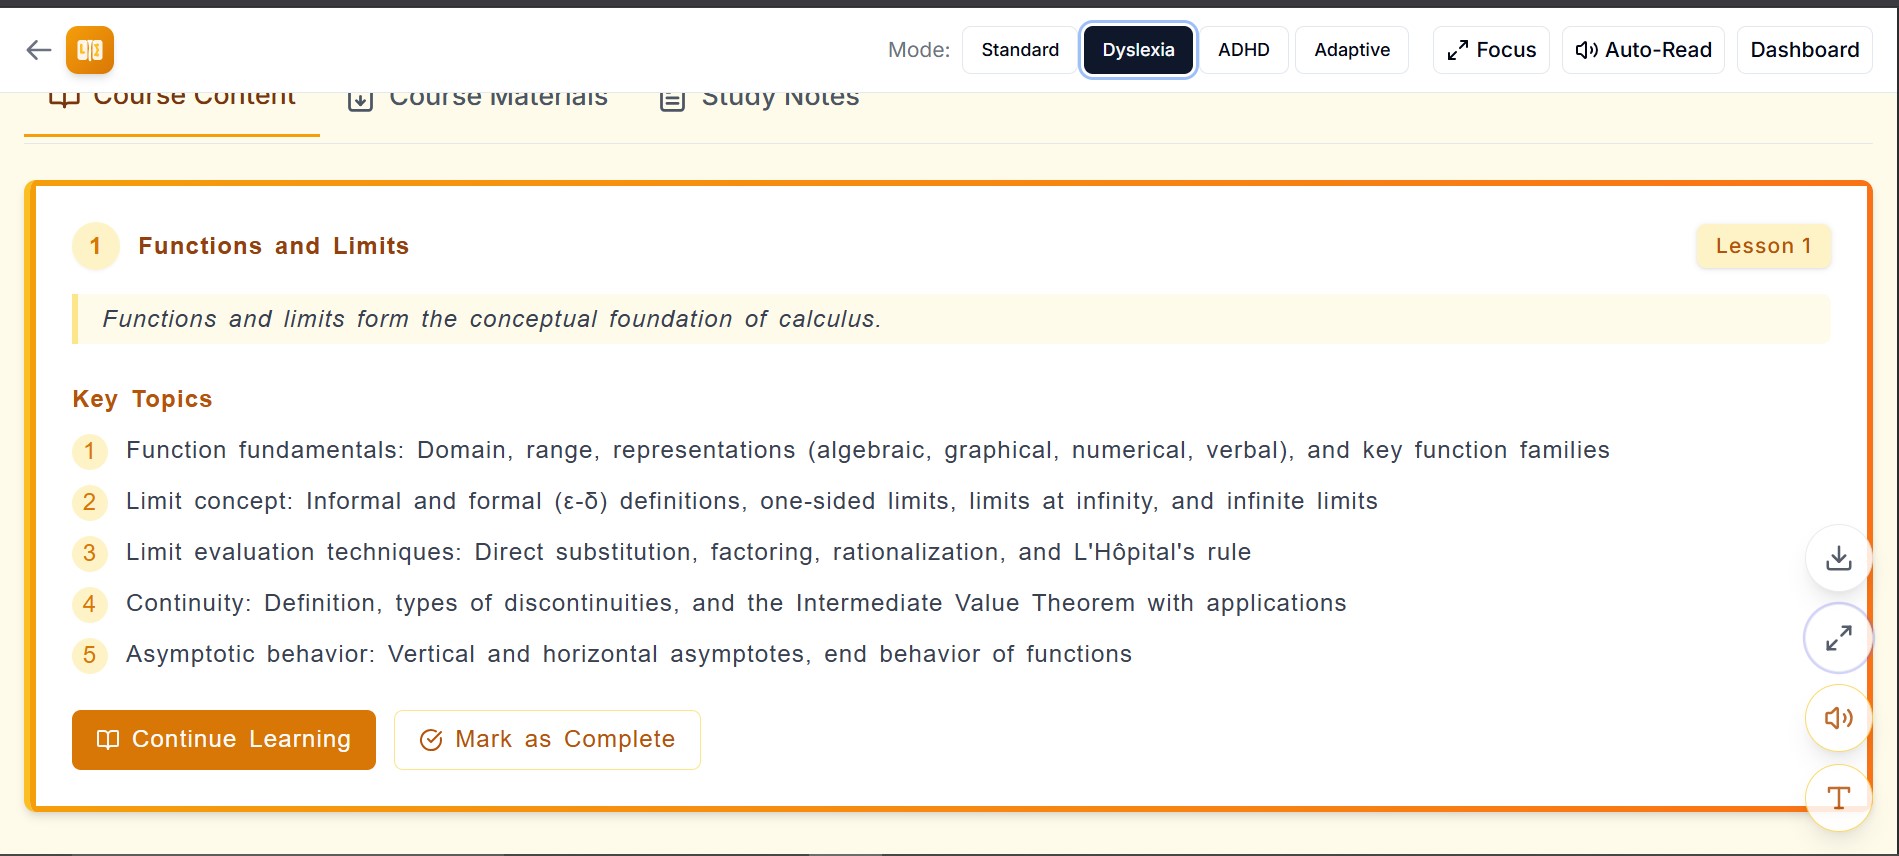 Mode: Standard Dyslexia ADHD Adaptive Focus Auto-Read Dashboard
Course Content Course Materials Study Notes
1 Functions and Limits Lesson 1
Functions and limits form the conceptual foundation of calculus.
Key Topics
1 Function fundamentals: Domain, range, representations (algebraic, graphical, numerical, verbal), and key function families
2 Limit concept: Informal and formal (ε-δ) definitions, one-sided limits, limits at infinity, and infinite limits
3 Limit evaluation techniques: Direct substitution, factoring, rationalization, and L'Hôpital's rule
4 Continuity: Definition, types of discontinuities, and the Intermediate Value Theorem with applications
5 Asymptotic behavior: Vertical and horizontal asymptotes, end behavior of functions
Continue Learning Mark as Complete